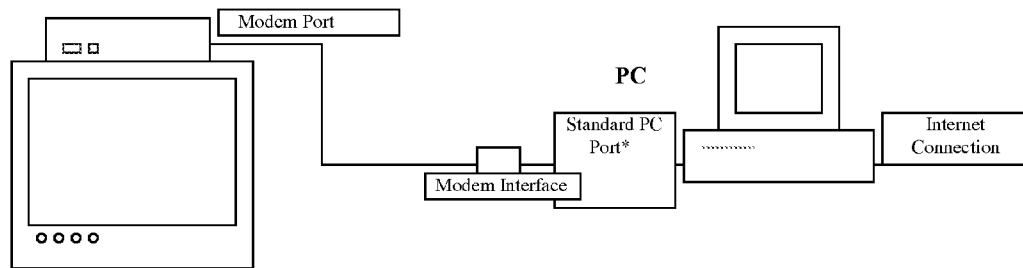 Modem Port
PC
Standard PC
Port*
Internet
Connection
Modem Interface